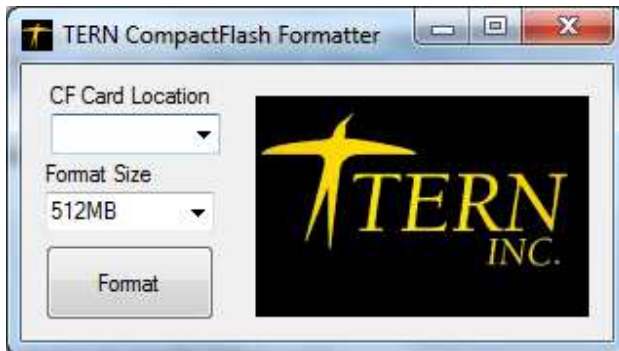 TERN CompactFlash Formatter
CF Card Location
Format Size
512MB
Format
TERN
INC.